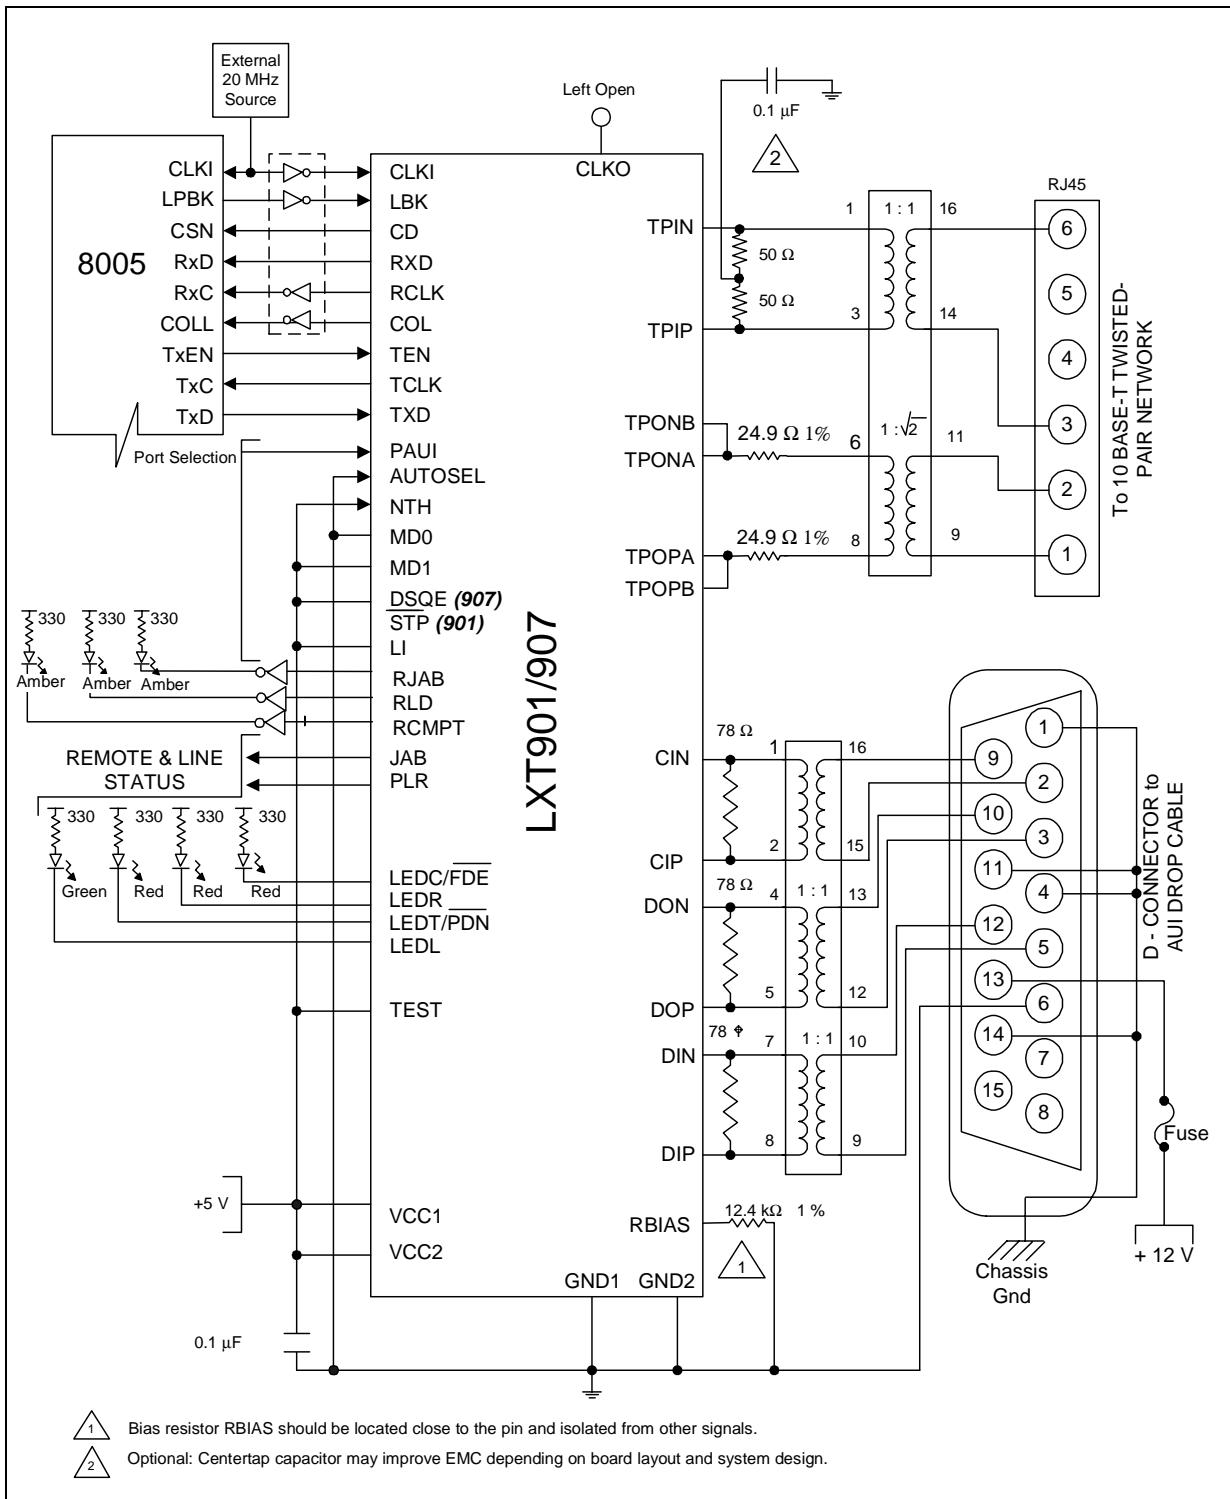 External
20 MHz
Source
Left Open
0.1 µF
2
8005
CLKI
LPBK
CSN
RxD
RxC
COLL
TxEN
TxC
TxD
Port Selection
CLKO
CLKI
LBK
CD
RXD
RCLK
COL
TEN
TCLK
TXD
PAUI
AUTOSEL
NTH
MD0
MD1
DSQE (907)
STP (901)
LI
RJAB
RLD
RCMPT
JAB
PLR
LEDC/FDE
LEDR
LEDT/PDN
LEDL
TEST
VCC1
VCC2
GND1
GND2
LXT901/907
TPIN
TPIP
TPONB
TPONA
TPOPA
TPOPB
CIN
CIP
DON
DOP
DIN
DIP
RBIAS
50 Ω
50 Ω
24.9 Ω 1%
24.9 Ω 1%
1
1 : 1
16
3
14
6
1 : √2
11
8
9
RJ45
6
5
4
3
2
1
To 10 BASE-T TWISTED-
PAIR NETWORK
330
330
330
Amber
Amber
Amber
REMOTE & LINE
STATUS
330
330
330
330
Green
Red
Red
Red
78 Ω
1
16
2
15
78 Ω
4
1 : 1
13
5
12
78 Φ
7
1 : 1
10
8
9
1
9
2
10
3
11
4
12
5
13
6
14
7
15
8
D - CONNECTOR to
AUI DROP CABLE
Fuse
+ 12 V
Chassis
Gnd
12.4 kΩ 1 %
1
+5 V
0.1 µF
1 Bias resistor RBIAS should be located close to the pin and isolated from other signals.
2 Optional: Centertap capacitor may improve EMC depending on board layout and system design.